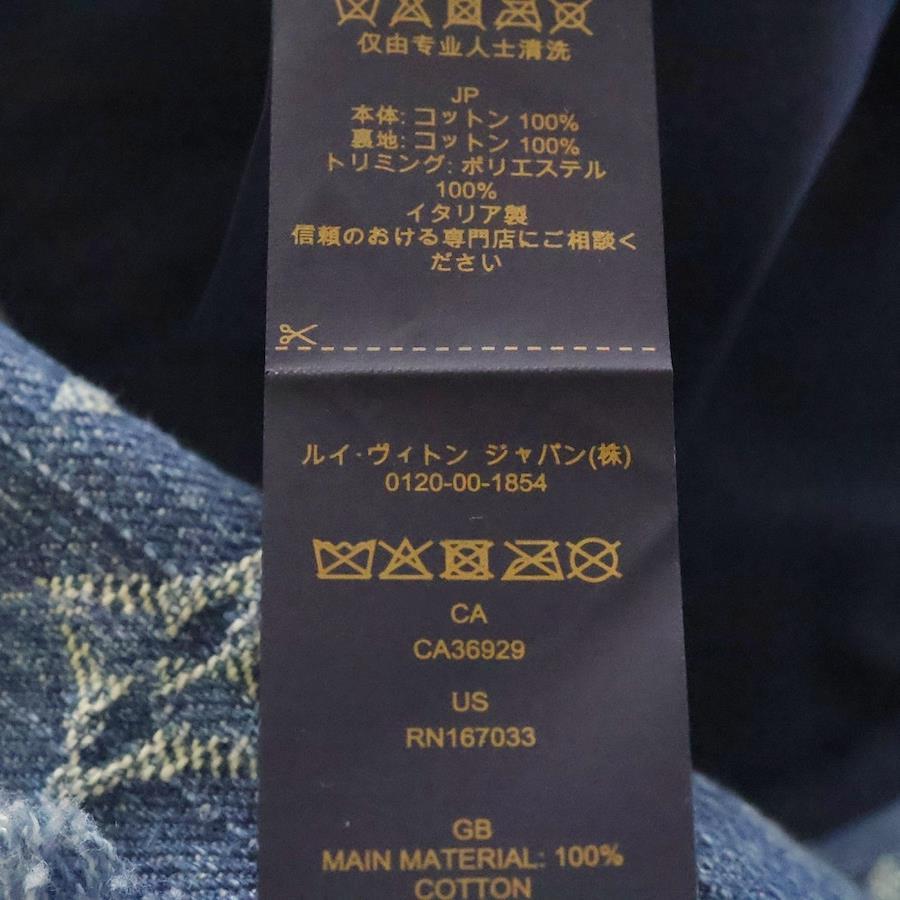 仅由专业人士清洗
JP
本体: コットン 100%
裏地: コットン 100%
トリミング: ポリエステル
100%
イタリア製
信頼のおける専門店にご相談く
ださい
ルイ·ヴィトン ジャパン(株)
0120-00-1854
CA
CA36929
US
RN167033
GB
MAIN MATERIAL: 100%
COTTON